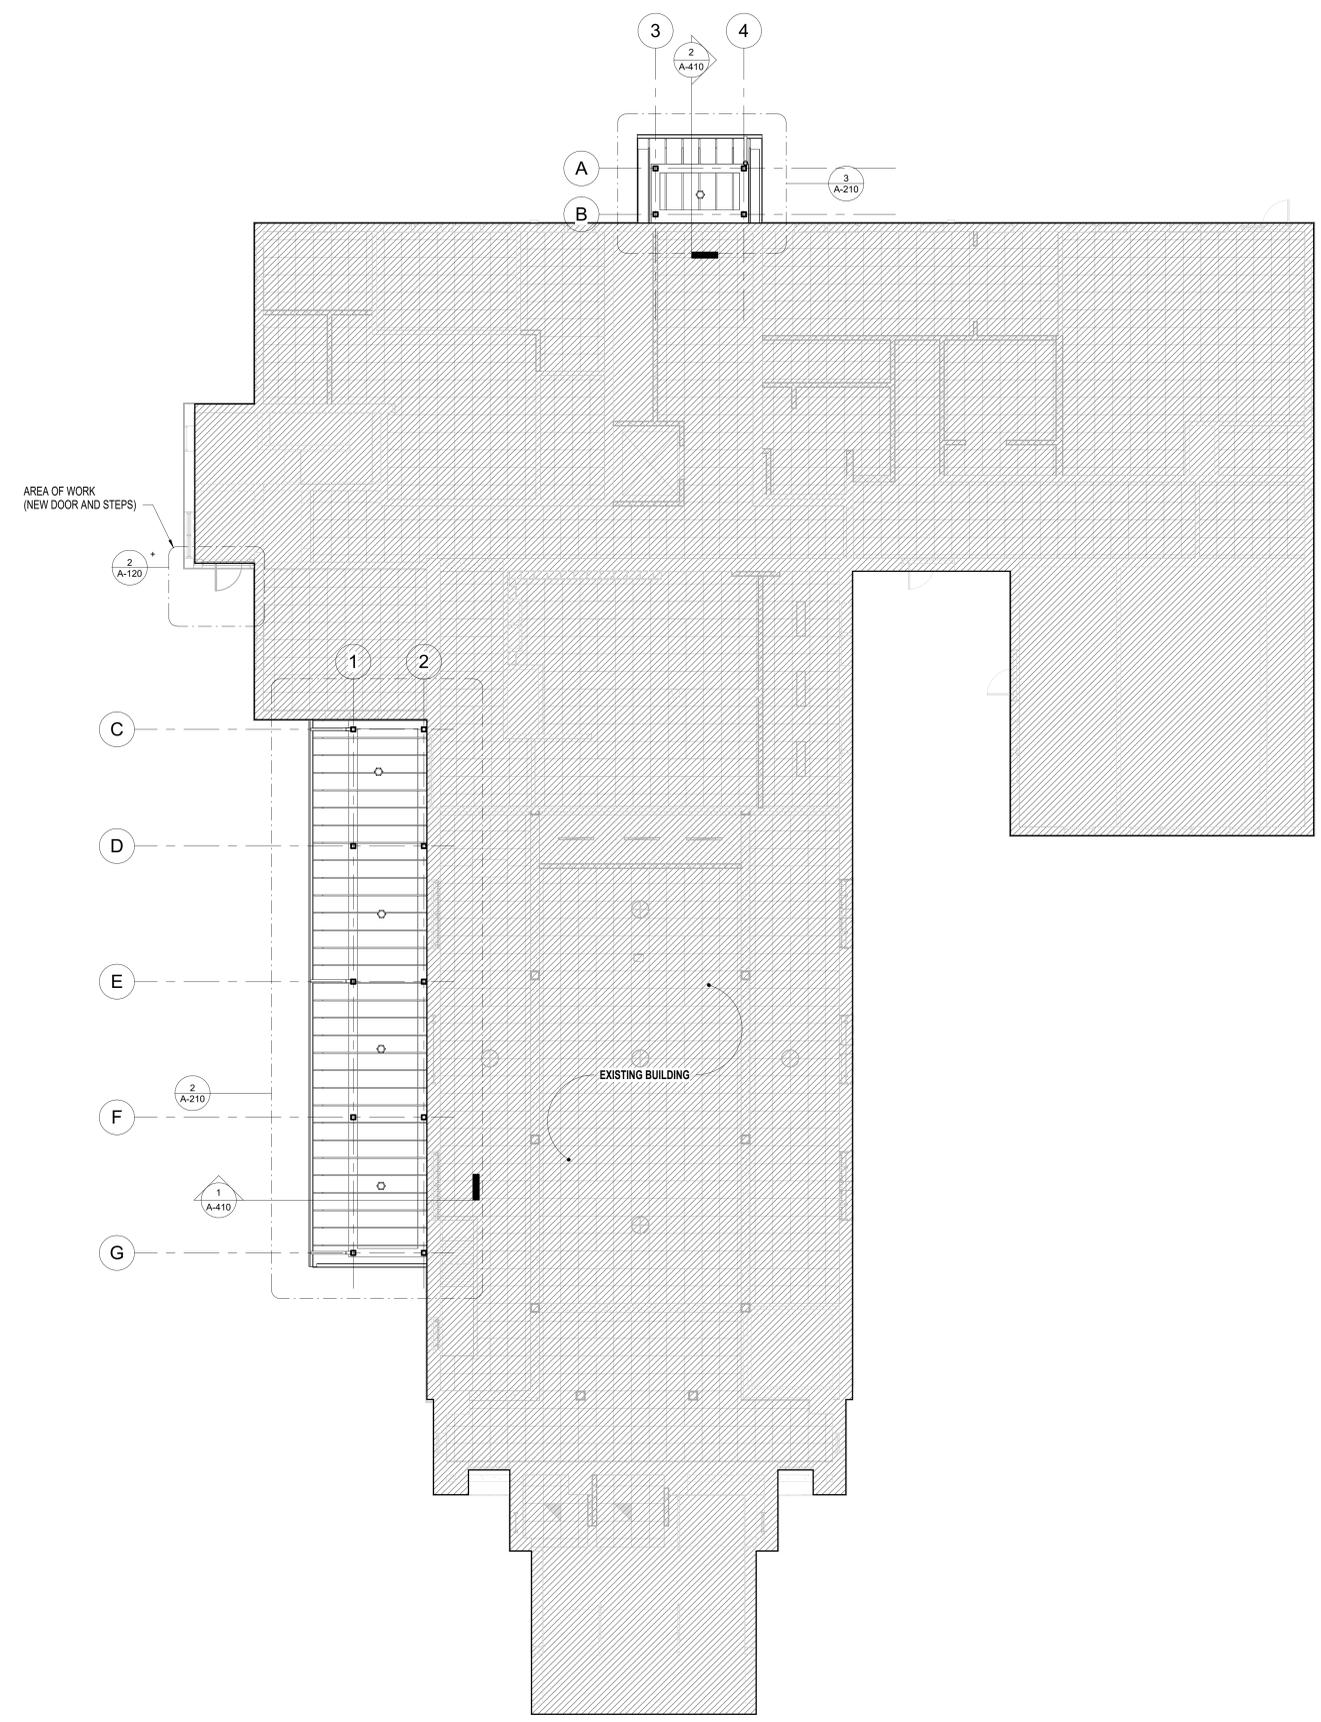 3
4
2
A-410
A
3
A-210
B
AREA OF WORK
(NEW DOOR AND STEPS)
2
A-120
1
2
C
D
E
EXISTING BUILDING
2
A-210
F
1
A-410
G